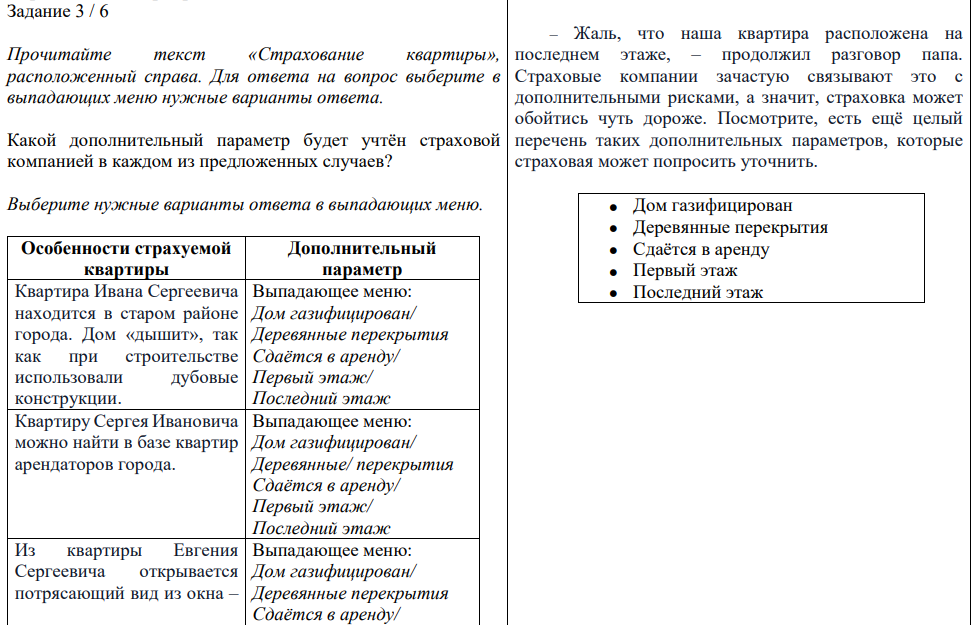 Задание 3 / 6
Прочитайте текст «Страхование квартиры»,
расположенный справа. Для ответа на вопрос выберите в
выпадающих меню нужные варианты ответа.
Какой дополнительный параметр будет учтён страховой
компанией в каждом из предложенных случаев?
Выберите нужные варианты ответа в выпадающих меню.
Особенности страхуемой
квартиры
Дополнительный
параметр
Квартира Ивана Сергеевича
находится в старом районе
города. Дом «дышит», так
как при строительстве
использовали дубовые
конструкции.
Выпадающее меню:
Дом газифицирован/
Деревянные перекрытия
Сдаётся в аренду/
Первый этаж/
Последний этаж
Квартиру Сергея Ивановича
можно найти в базе квартир
арендаторов города.
Выпадающее меню:
Дом газифицирован/
Деревянные/ перекрытия
Сдаётся в аренду/
Первый этаж/
Последний этаж
Из квартиры Евгения
Сергеевича открывается
потрясающий вид из окна –
Выпадающее меню:
Дом газифицирован/
Деревянные перекрытия
Сдаётся в аренду/
– Жаль, что наша квартира расположена на
последнем этаже, – продолжил разговор папа.
Страховые компании зачастую связывают это с
дополнительными рисками, а значит, страховка может
обойтись чуть дороже. Посмотрите, есть ещё целый
перечень таких дополнительных параметров, которые
страховая может попросить уточнить.
● Дом газифицирован
● Деревянные перекрытия
● Сдаётся в аренду
● Первый этаж
● Последний этаж